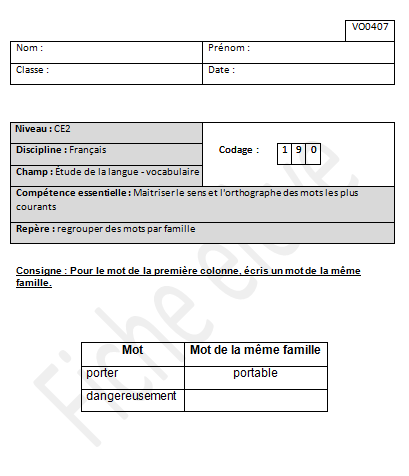 VO0407
Nom : Prénom :
Classe : Date :
Niveau : CE2
Discipline : Français Codage : 1 9 0
Champ : Étude de la langue - vocabulaire
Compétence essentielle : Maitriser le sens et l'orthographe des mots les plus
courants
Repère : regrouper des mots par famille
Consigne : Pour le mot de la première colonne, écris un mot de la même
famille.
Mot Mot de la même famille
porter portable
dangereusement
Fiche élève